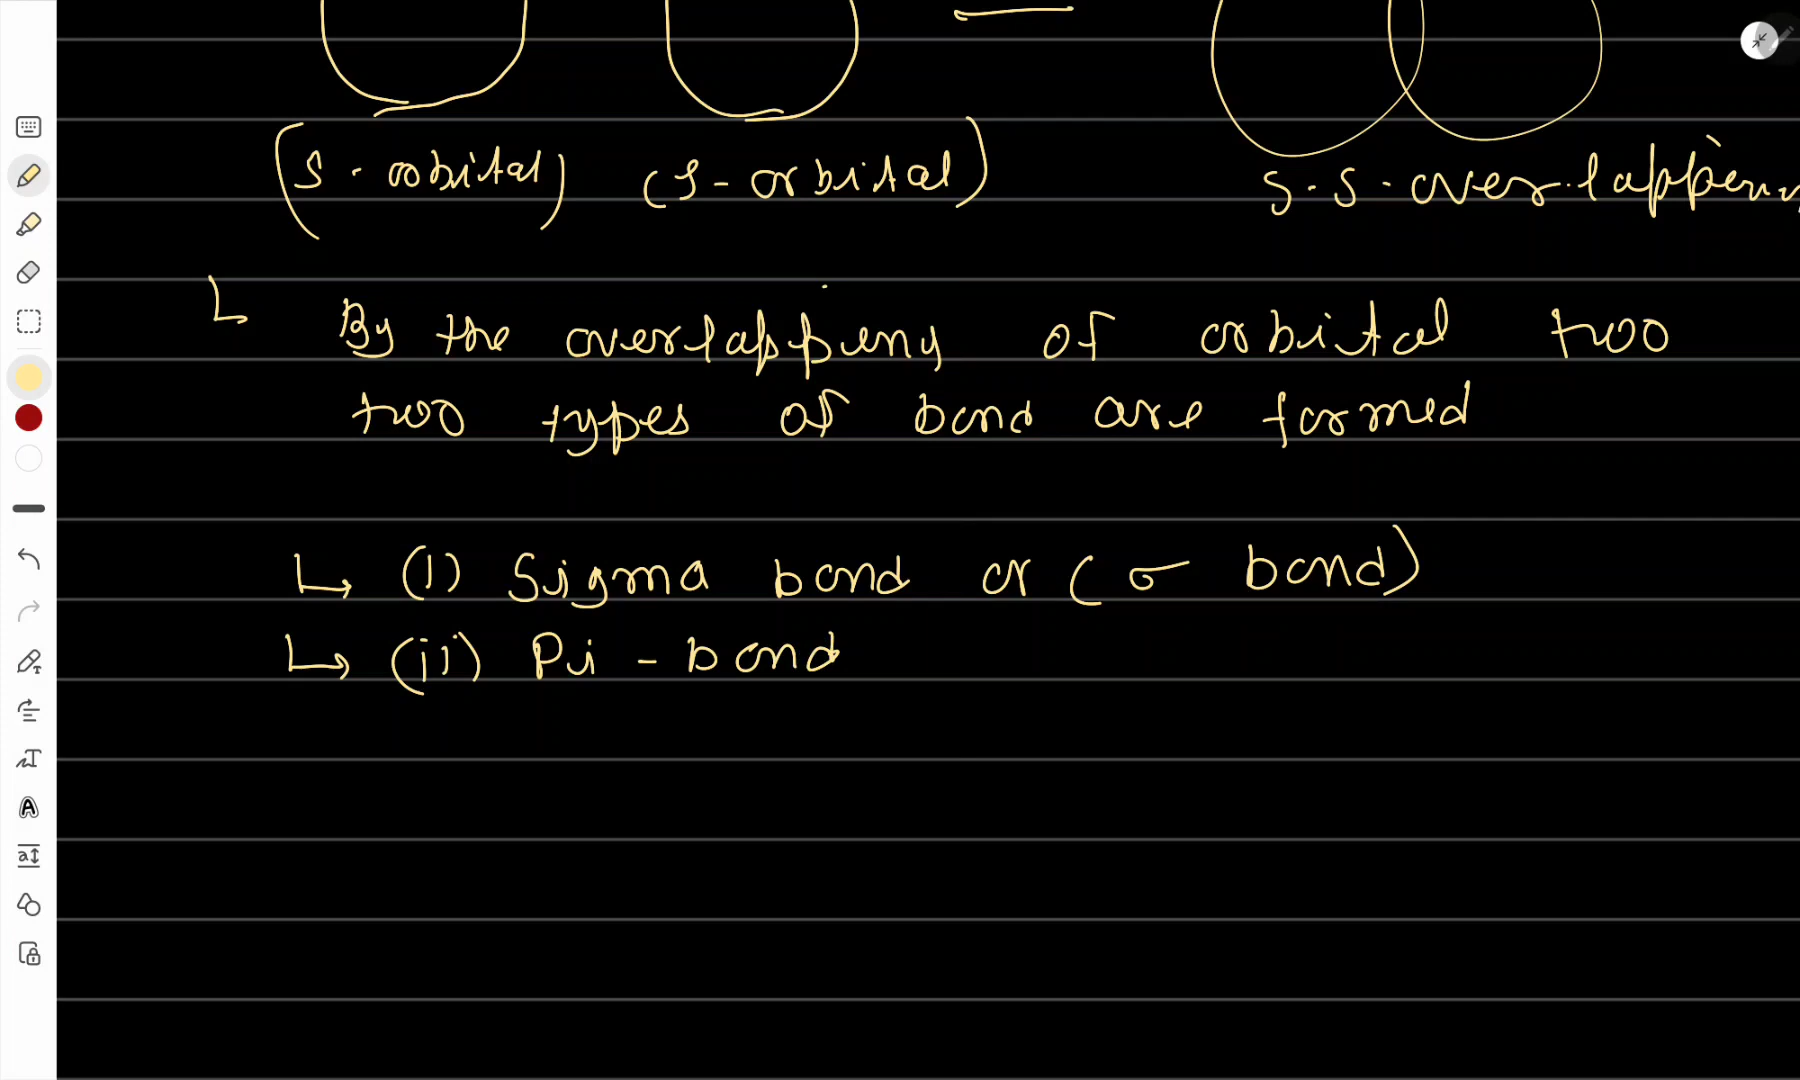 (s - orbital) (s - orbital) s - s - overlapping
By the overlapping of orbital two
two types of bond are formed
(i) Sigma bond or (σ bond)
(ii) Pi - bond